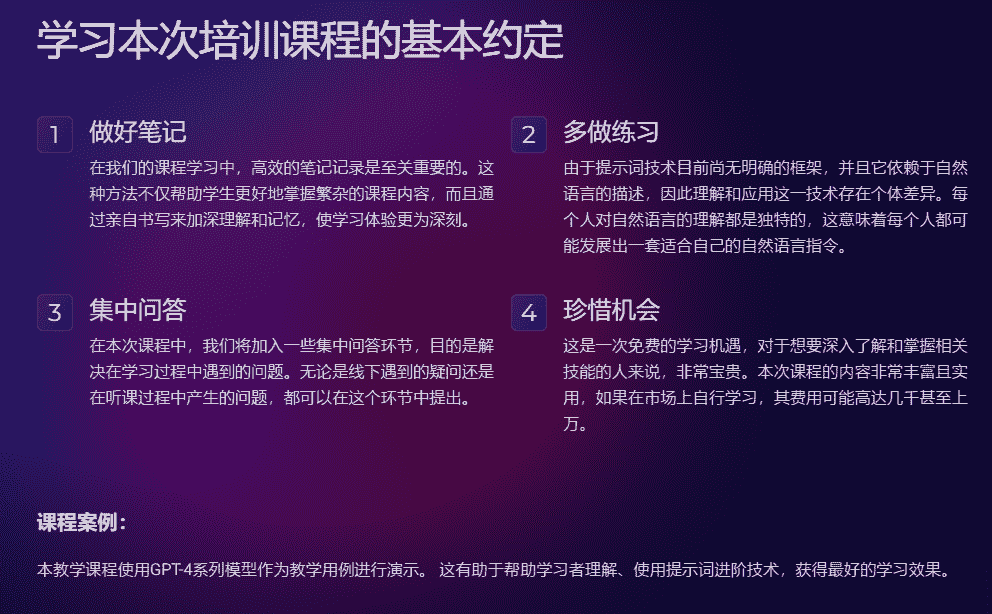 学习本次培训课程的基本约定
1 做好笔记
在我们的课程学习中，高效的笔记记录是至关重要的。这
种方法不仅帮助学生更好地掌握繁杂的课程内容，而且通
过亲自书写来加深理解和记忆，使学习体验更为深刻。
2 多做练习
由于提示词技术目前尚无明确的框架，并且它依赖于自然
语言的描述，因此理解和应用这一技术存在个体差异。每
个人对自然语言的理解都是独特的，这意味着每个人都可
能发展出一套适合自己的自然语言指令。
3 集中问答
在本次课程中，我们将加入一些集中问答环节，目的是解
决在学习过程中遇到的问题。无论是线下遇到的疑问还是
在听课过程中产生的问题，都可以在这个环节中提出。
4 珍惜机会
这是一次免费的学习机遇，对于想要深入了解和掌握相关
技能的人来说，非常宝贵。本次课程的内容非常丰富且实
用，如果在市场上自行学习，其费用可能高达几千甚至上
万。
课程案例：
本教学课程使用GPT-4系列模型作为教学用例进行演示。 这有助于帮助学习者理解、使用提示词进阶技术，获得最好的学习效果。